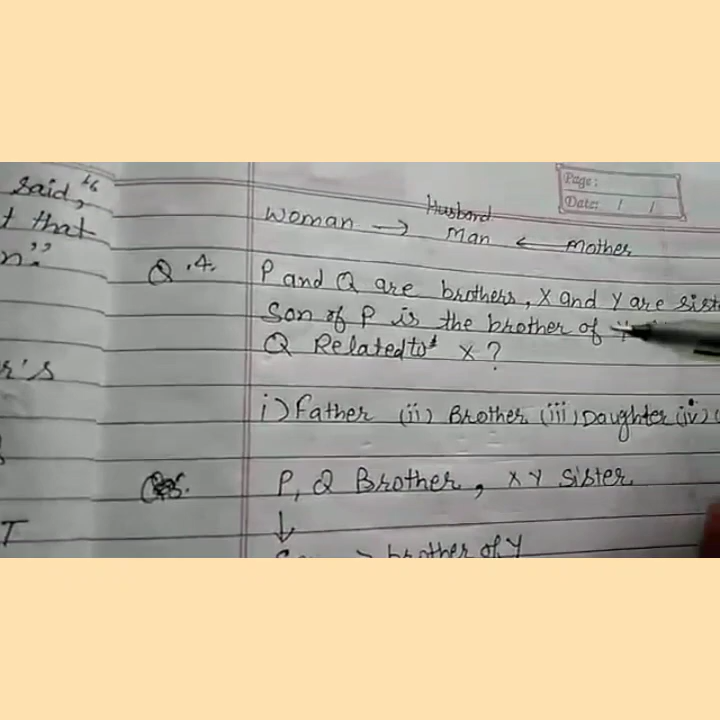 said, "
t that
n"
r's
T
Page:
Date: / /
Husband
Woman → Man ← Mother
Q.4. P and Q are brothers, X and Y are sist
Son of P is the brother of
Q Related to X?
i) Father (ii) Brother (iii) Daughter (iv)
P, Q Brother, X Y Sister
↓
brother of Y